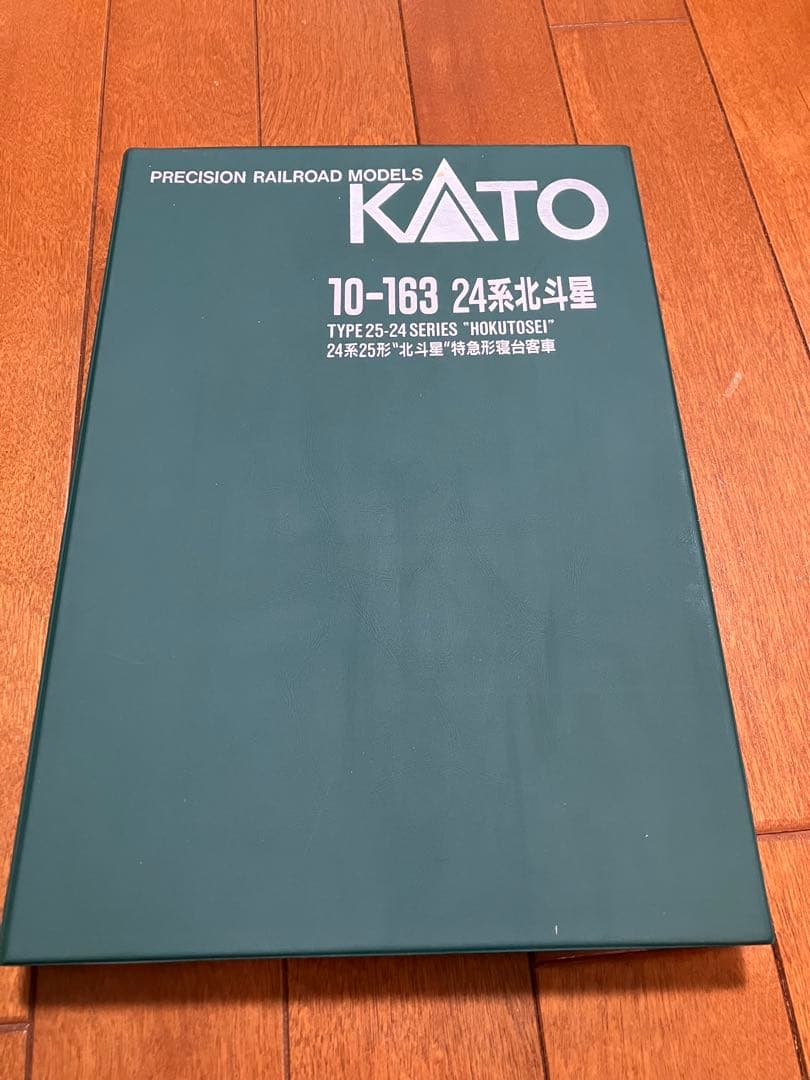 PRECISION RAILROAD MODELS
KATO
10-163 24系北斗星
TYPE 25-24 SERIES "HOKUTOSEI"
24系25形"北斗星"特急形寝台客車